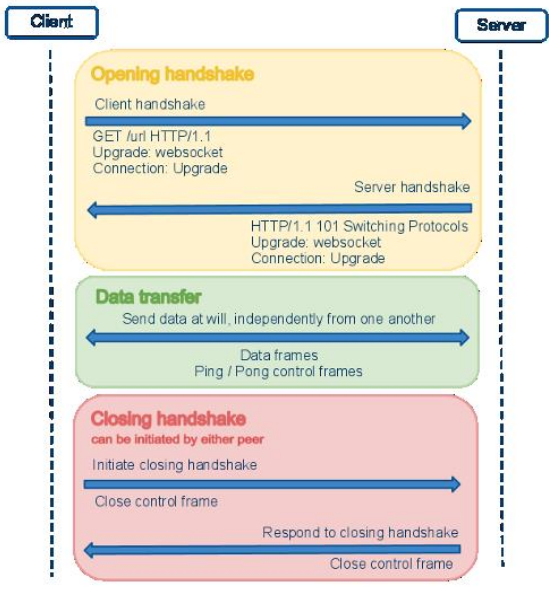 Client
Server
Opening handshake
Client handshake
GET /url HTTP/1.1
Upgrade: websocket
Connection: Upgrade
Server handshake
HTTP/1.1 101 Switching Protocols
Upgrade: websocket
Connection: Upgrade
Data transfer
Send data at will, independently from one another
Data frames
Ping / Pong control frames
Closing handshake
can be initiated by either peer
Initiate closing handshake
Close control frame
Respond to closing handshake
Close control frame